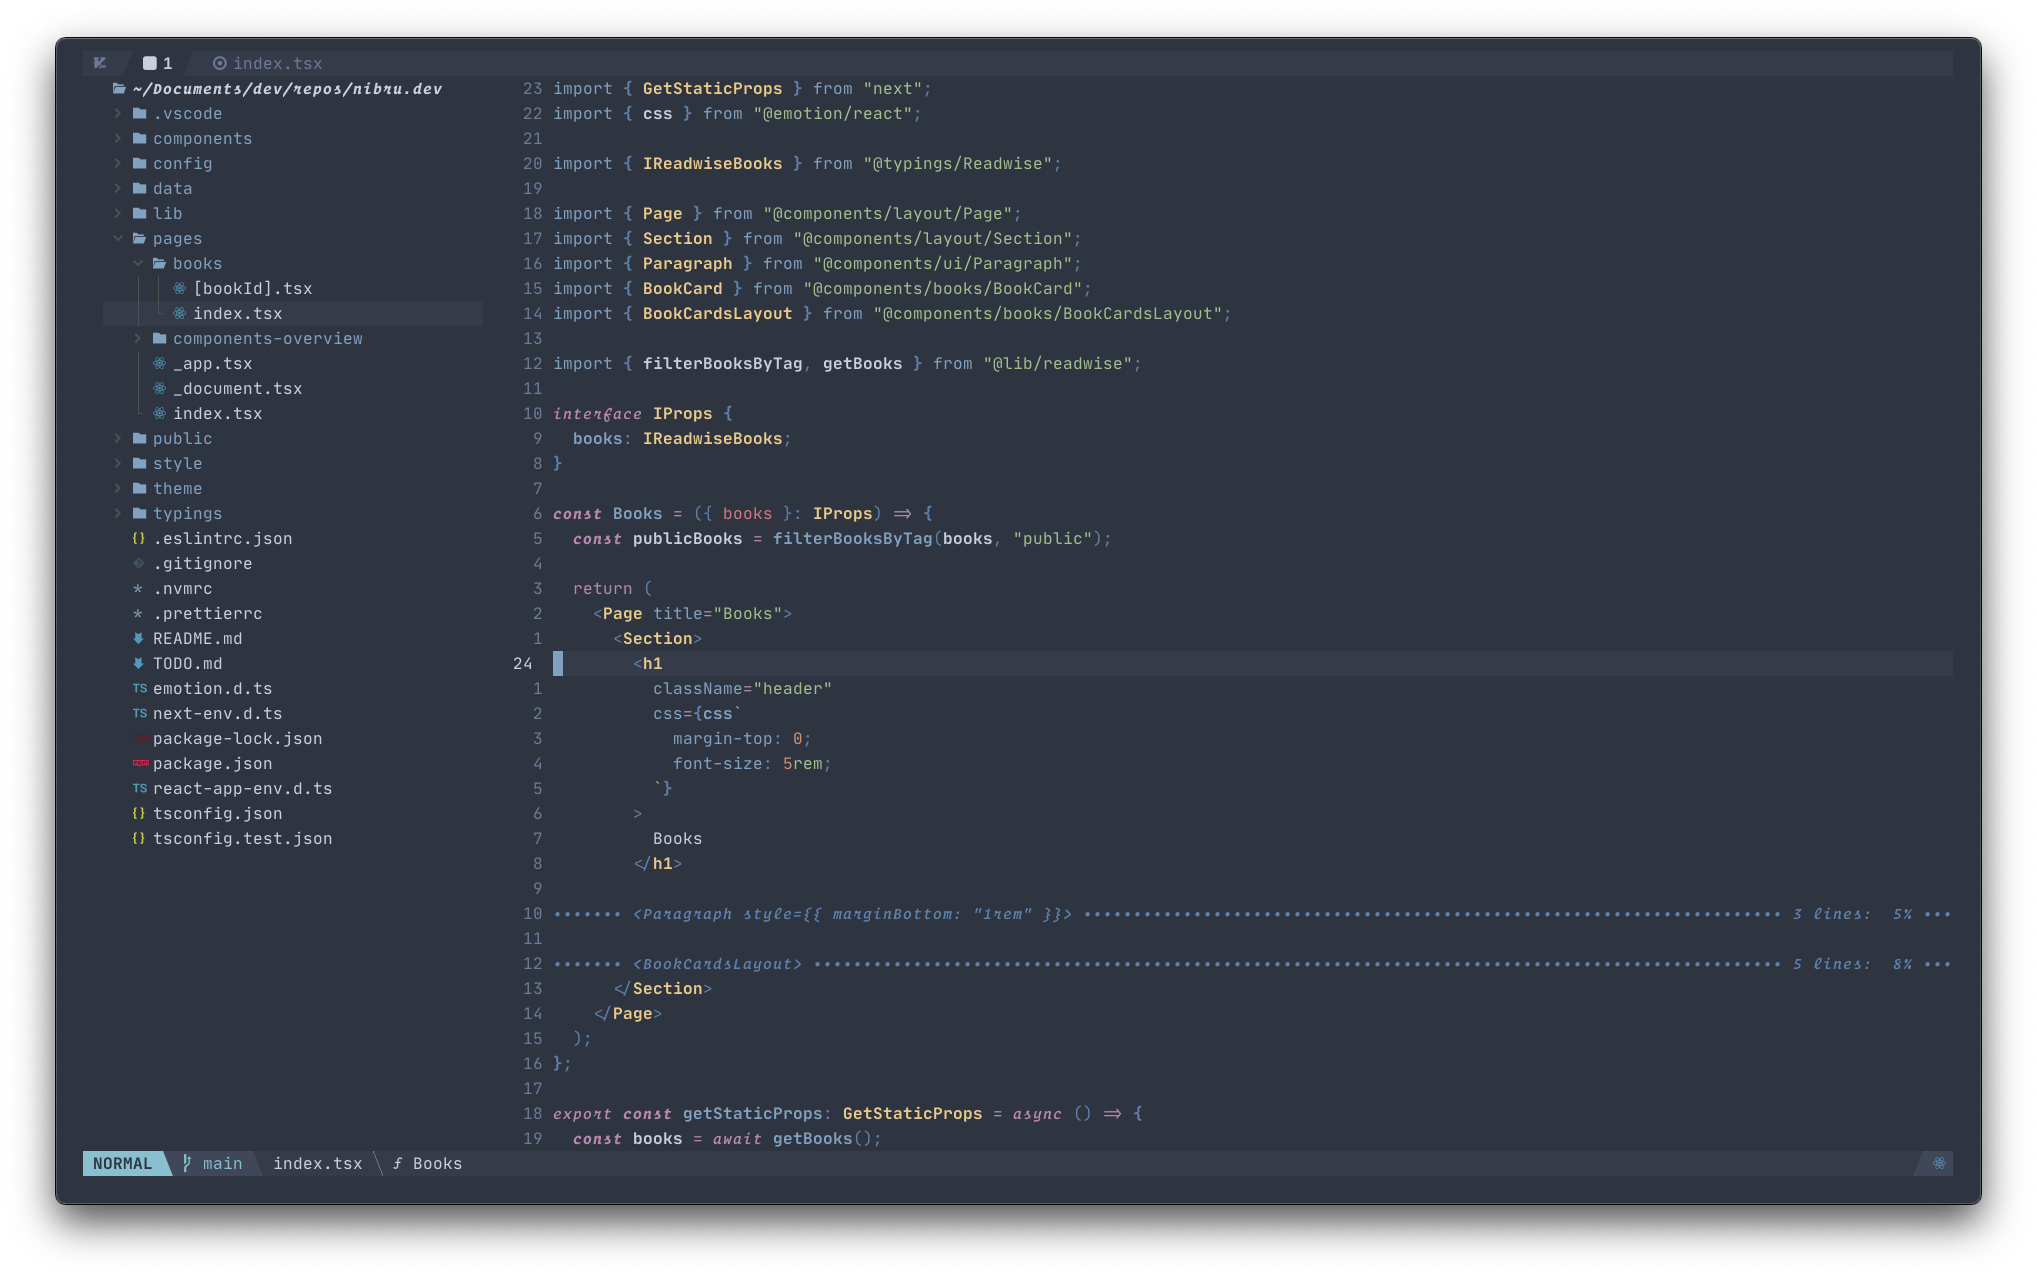 1 index.tsx
~/Documents/dev/repos/nibru.dev
.vscode
components
config
data
lib
pages
books
[bookId].tsx
index.tsx
components-overview
_app.tsx
_document.tsx
index.tsx
public
style
theme
typings
{} .eslintrc.json
.gitignore
* .nvmrc
* .prettierrc
README.md
TODO.md
TS emotion.d.ts
TS next-env.d.ts
package-lock.json
package.json
TS react-app-env.d.ts
{} tsconfig.json
{} tsconfig.test.json
23 import { GetStaticProps } from "next";
22 import { css } from "@emotion/react";
21
20 import { IReadwiseBooks } from "@typings/Readwise";
19
18 import { Page } from "@components/layout/Page";
17 import { Section } from "@components/layout/Section";
16 import { Paragraph } from "@components/ui/Paragraph";
15 import { BookCard } from "@components/books/BookCard";
14 import { BookCardsLayout } from "@components/books/BookCardsLayout";
13
12 import { filterBooksByTag, getBooks } from "@lib/readwise";
11
10 interface IProps {
9   books: IReadwiseBooks;
8 }
7
6 const Books = ({ books }: IProps) => {
5   const publicBooks = filterBooksByTag(books, "public");
4
3   return (
2     <Page title="Books">
1       <Section>
24         <h1
1           className="header"
2           css={css`
3             margin-top: 0;
4             font-size: 5rem;
5           `}
6         >
7           Books
8         </h1>
9
10 ······· <Paragraph style={{ marginBottom: "1rem" }}> ······································································ 3 lines:  5% ···
11
12 ······· <BookCardsLayout> ································································································· 5 lines:  8% ···
13       </Section>
14     </Page>
15   );
16 };
17
18 export const getStaticProps: GetStaticProps = async () => {
19   const books = await getBooks();
NORMAL main index.tsx ƒ Books